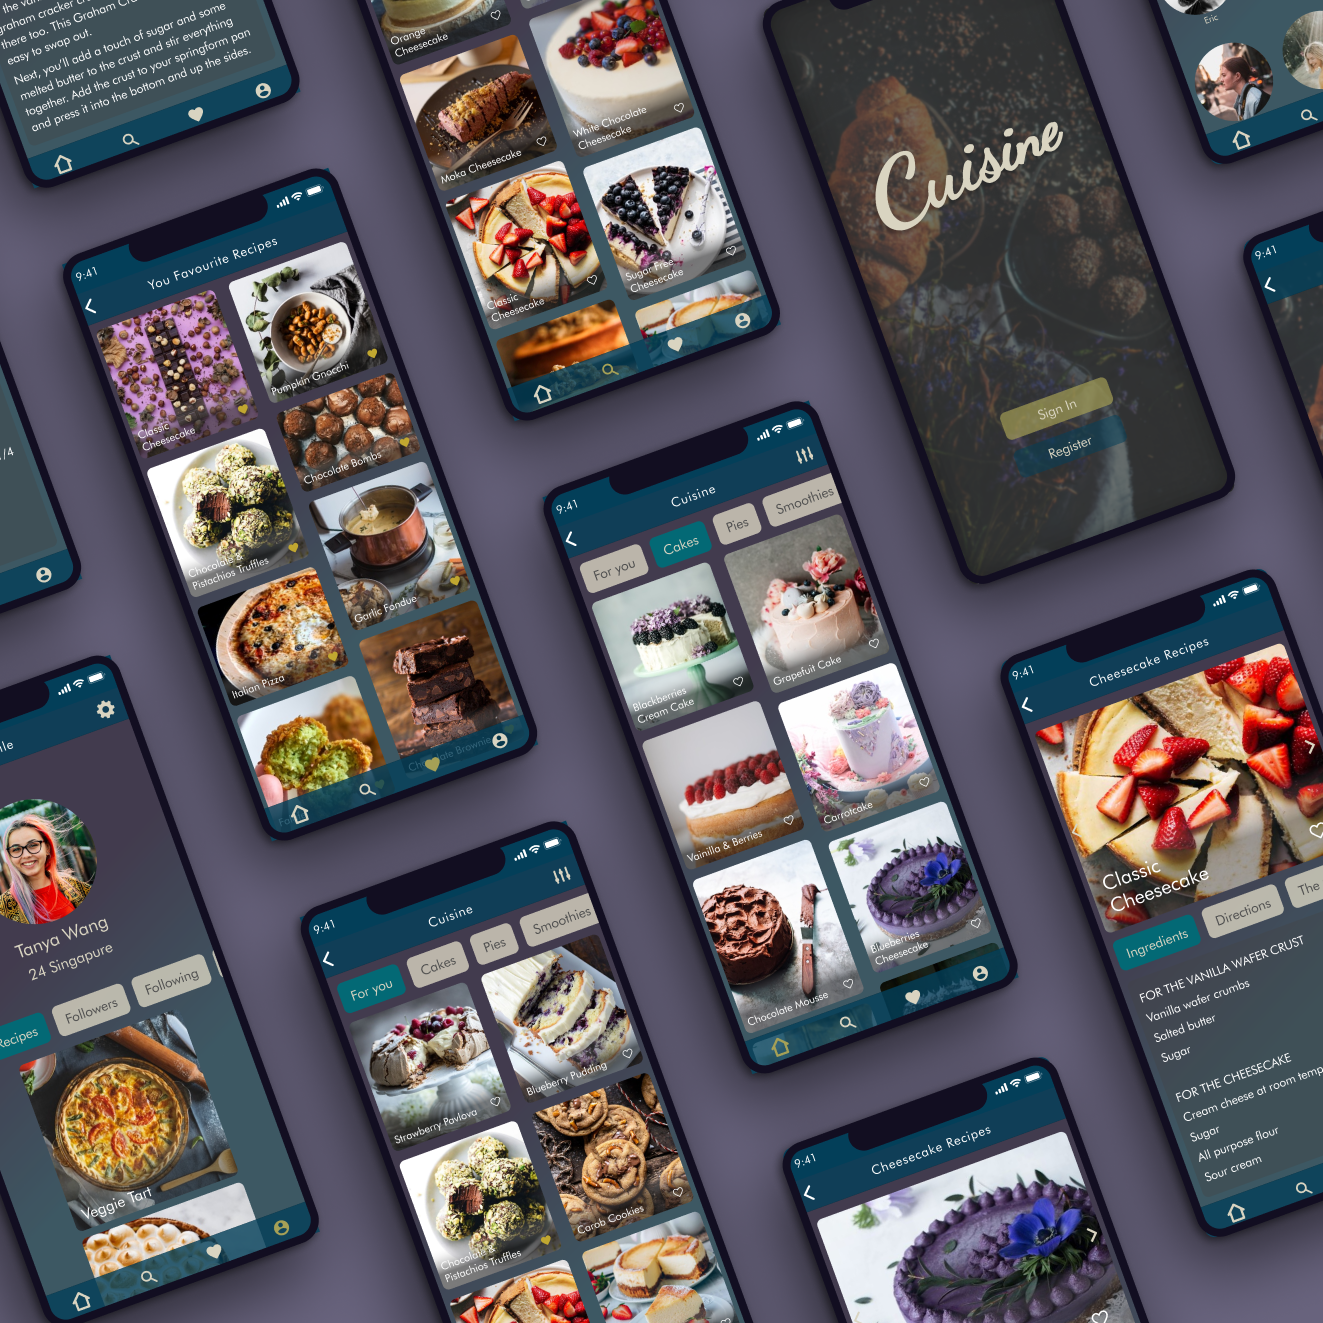 the van
graham cracker cru
there too. This Graham Cra
easy to swap out.
Next, you'll add a touch of sugar and some
melted butter to the crust and stir everything
together. Add the crust to your springform pan
and press it into the bottom and up the sides.
Orange
Cheesecake
Moka Cheesecake
White Chocolate
Cheesecake
Classic
Cheesecake
Sugar Free
Cheesecake
Cuisine
Sign In
Register
Eric
9:41
You Favourite Recipes
Classic
Cheesecake
Pumpkin Gnocchi
Chocolate Bombs
Chocolate &
Pistachios Truffles
Garlic Fondue
Italian Pizza
Chocolate Brownie
1/4
9:41
9:41
Cuisine
For you
Cakes
Pies
Smoothies
Blackberries
Cream Cake
Grapefuit Cake
Vainilla & Berries
Carrotcake
Chocolate Mousse
Blueberries
Cheesecake
9:41
Cheesecake Recipes
Classic
Cheesecake
Ingredients
Directions
The
FOR THE VANILLA WAFER CRUST
Vanilla wafer crumbs
Salted butter
Sugar
FOR THE CHEESECAKE
Cream cheese at room temp
Sugar
All purpose flour
Sour cream
Tanya Wang
24 Singapure
Recipes
Followers
Following
Veggie Tart
9:41
Cuisine
For you
Cakes
Pies
Smoothies
Strawberry Pavlova
Blueberry Pudding
Chocolate &
Pistachios Truffles
Carob Cookies
9:41
Cheesecake Recipes